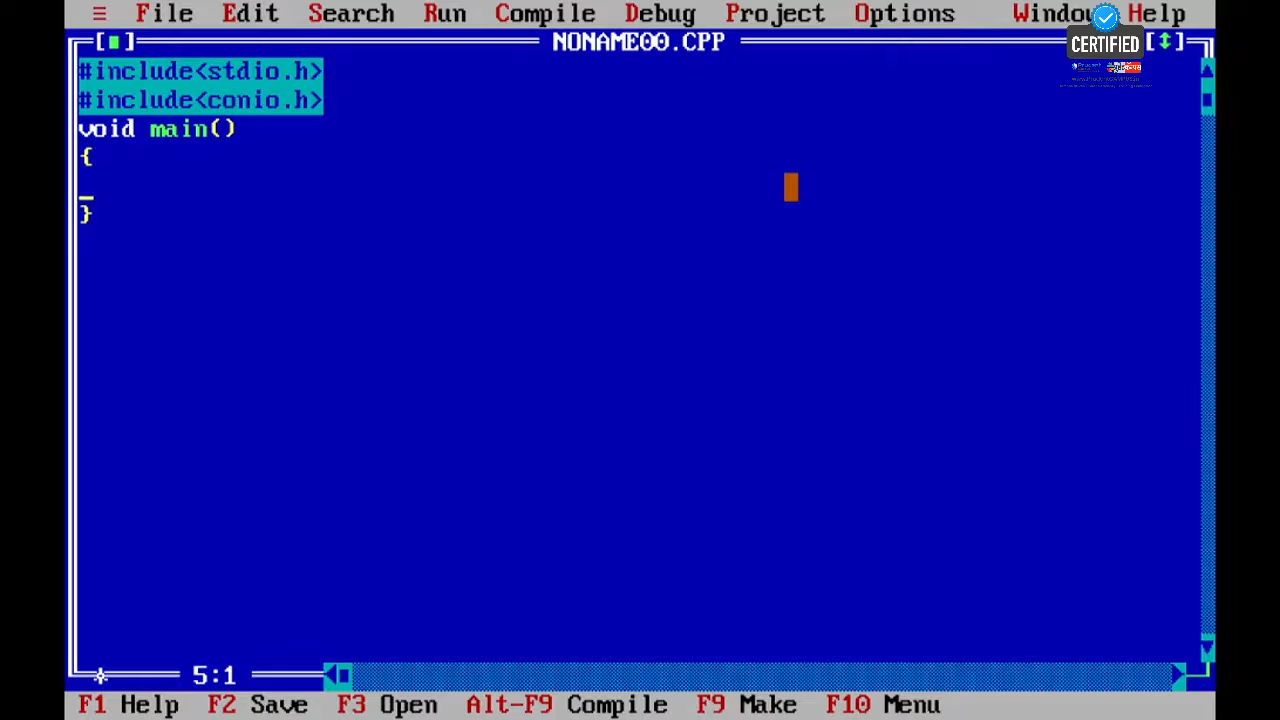 ≡ File Edit Search Run Compile Debug Project Options Window Help
[■] NONAME00.CPP [↕]
CERTIFIED
#include<stdio.h>
#include<conio.h>
void main()
{
}
5:1
F1 Help F2 Save F3 Open Alt-F9 Compile F9 Make F10 Menu